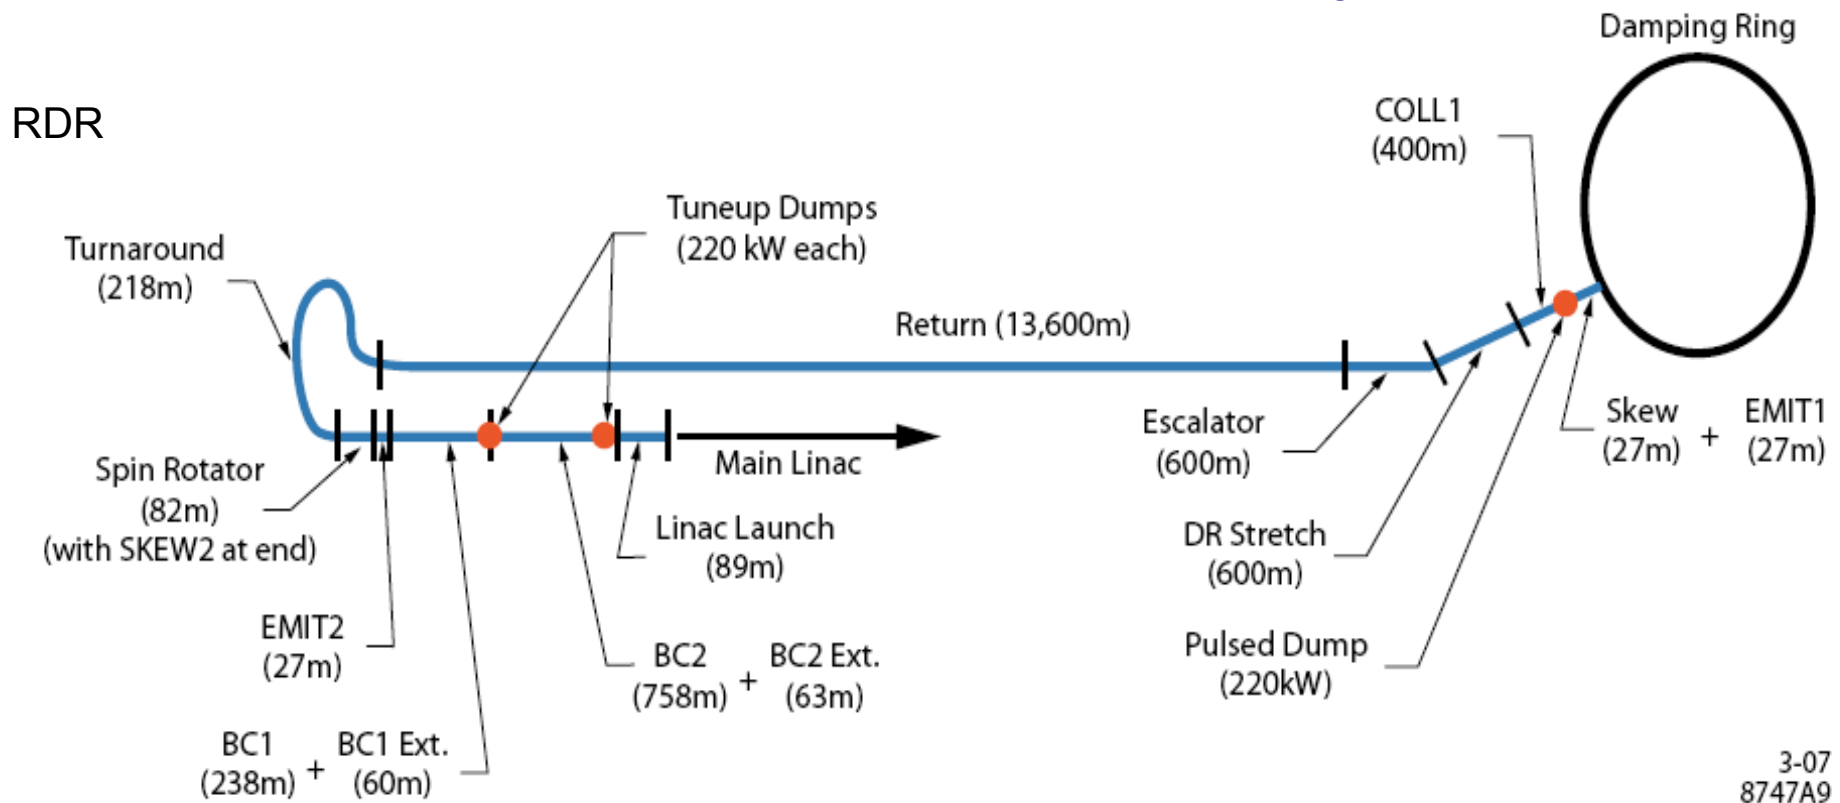 Damping Ring
RDR
COLL1
(400m)
Tuneup Dumps
(220 kW each)
Turnaround
(218m)
Return (13,600m)
Escalator
(600m)
Skew
(27m)
+
EMIT1
(27m)
Main Linac
Spin Rotator
(82m)
(with SKEW2 at end)
Linac Launch
(89m)
DR Stretch
(600m)
EMIT2
(27m)
BC2
(758m)
+
BC2 Ext.
(63m)
Pulsed Dump
(220kW)
BC1
(238m)
+
BC1 Ext.
(60m)
3-07
8747A9